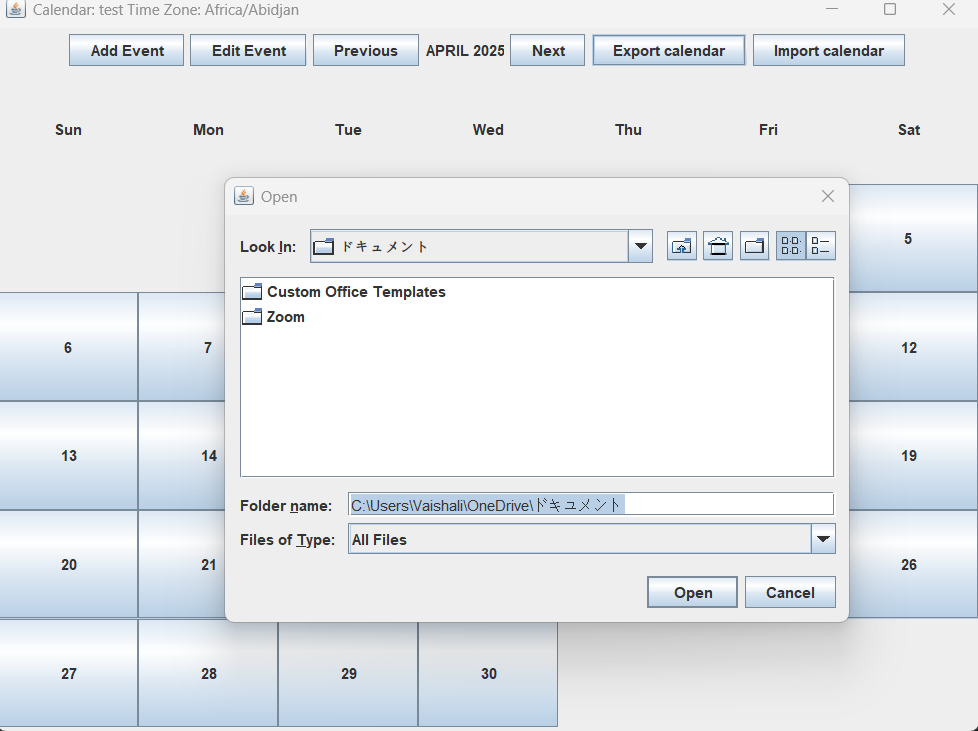 Calendar: test Time Zone: Africa/Abidjan
Add Event Edit Event Previous APRIL 2025 Next Export calendar Import calendar
Sun Mon Tue Wed Thu Fri Sat
Open
Look In: ドキュメント
Custom Office Templates
Zoom
Folder name: C:\Users\Vaishali\OneDrive\ドキュメント
Files of Type: All Files
Open Cancel
5
6 7 12
13 14 19
20 21 26
27 28 29 30